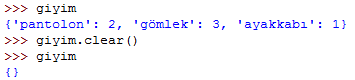 >>> giyim
{'pantolon': 2, 'gömlek': 3, 'ayakkabı': 1}
>>> giyim.clear()
>>> giyim
{}